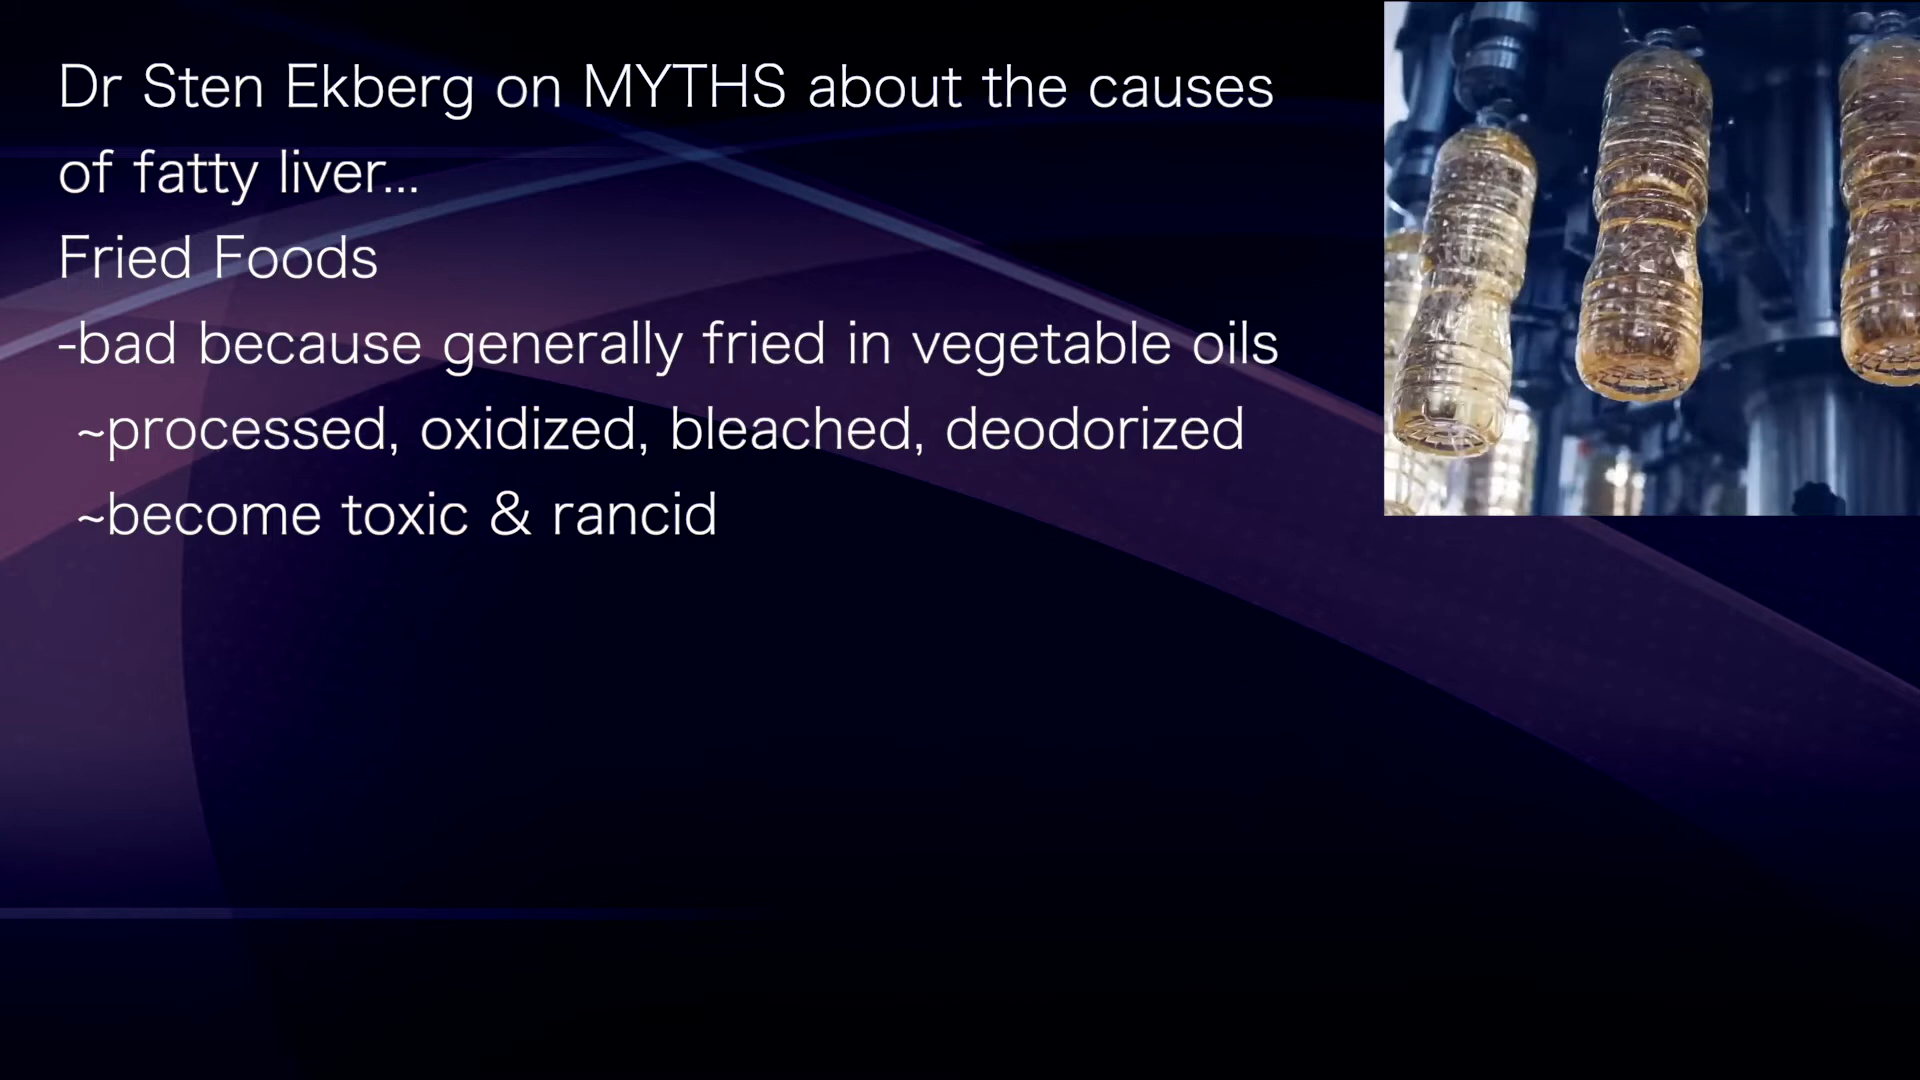 Dr Sten Ekberg on MYTHS about the causes
of fatty liver...
Fried Foods
-bad because generally fried in vegetable oils
~processed, oxidized, bleached, deodorized
~become toxic & rancid